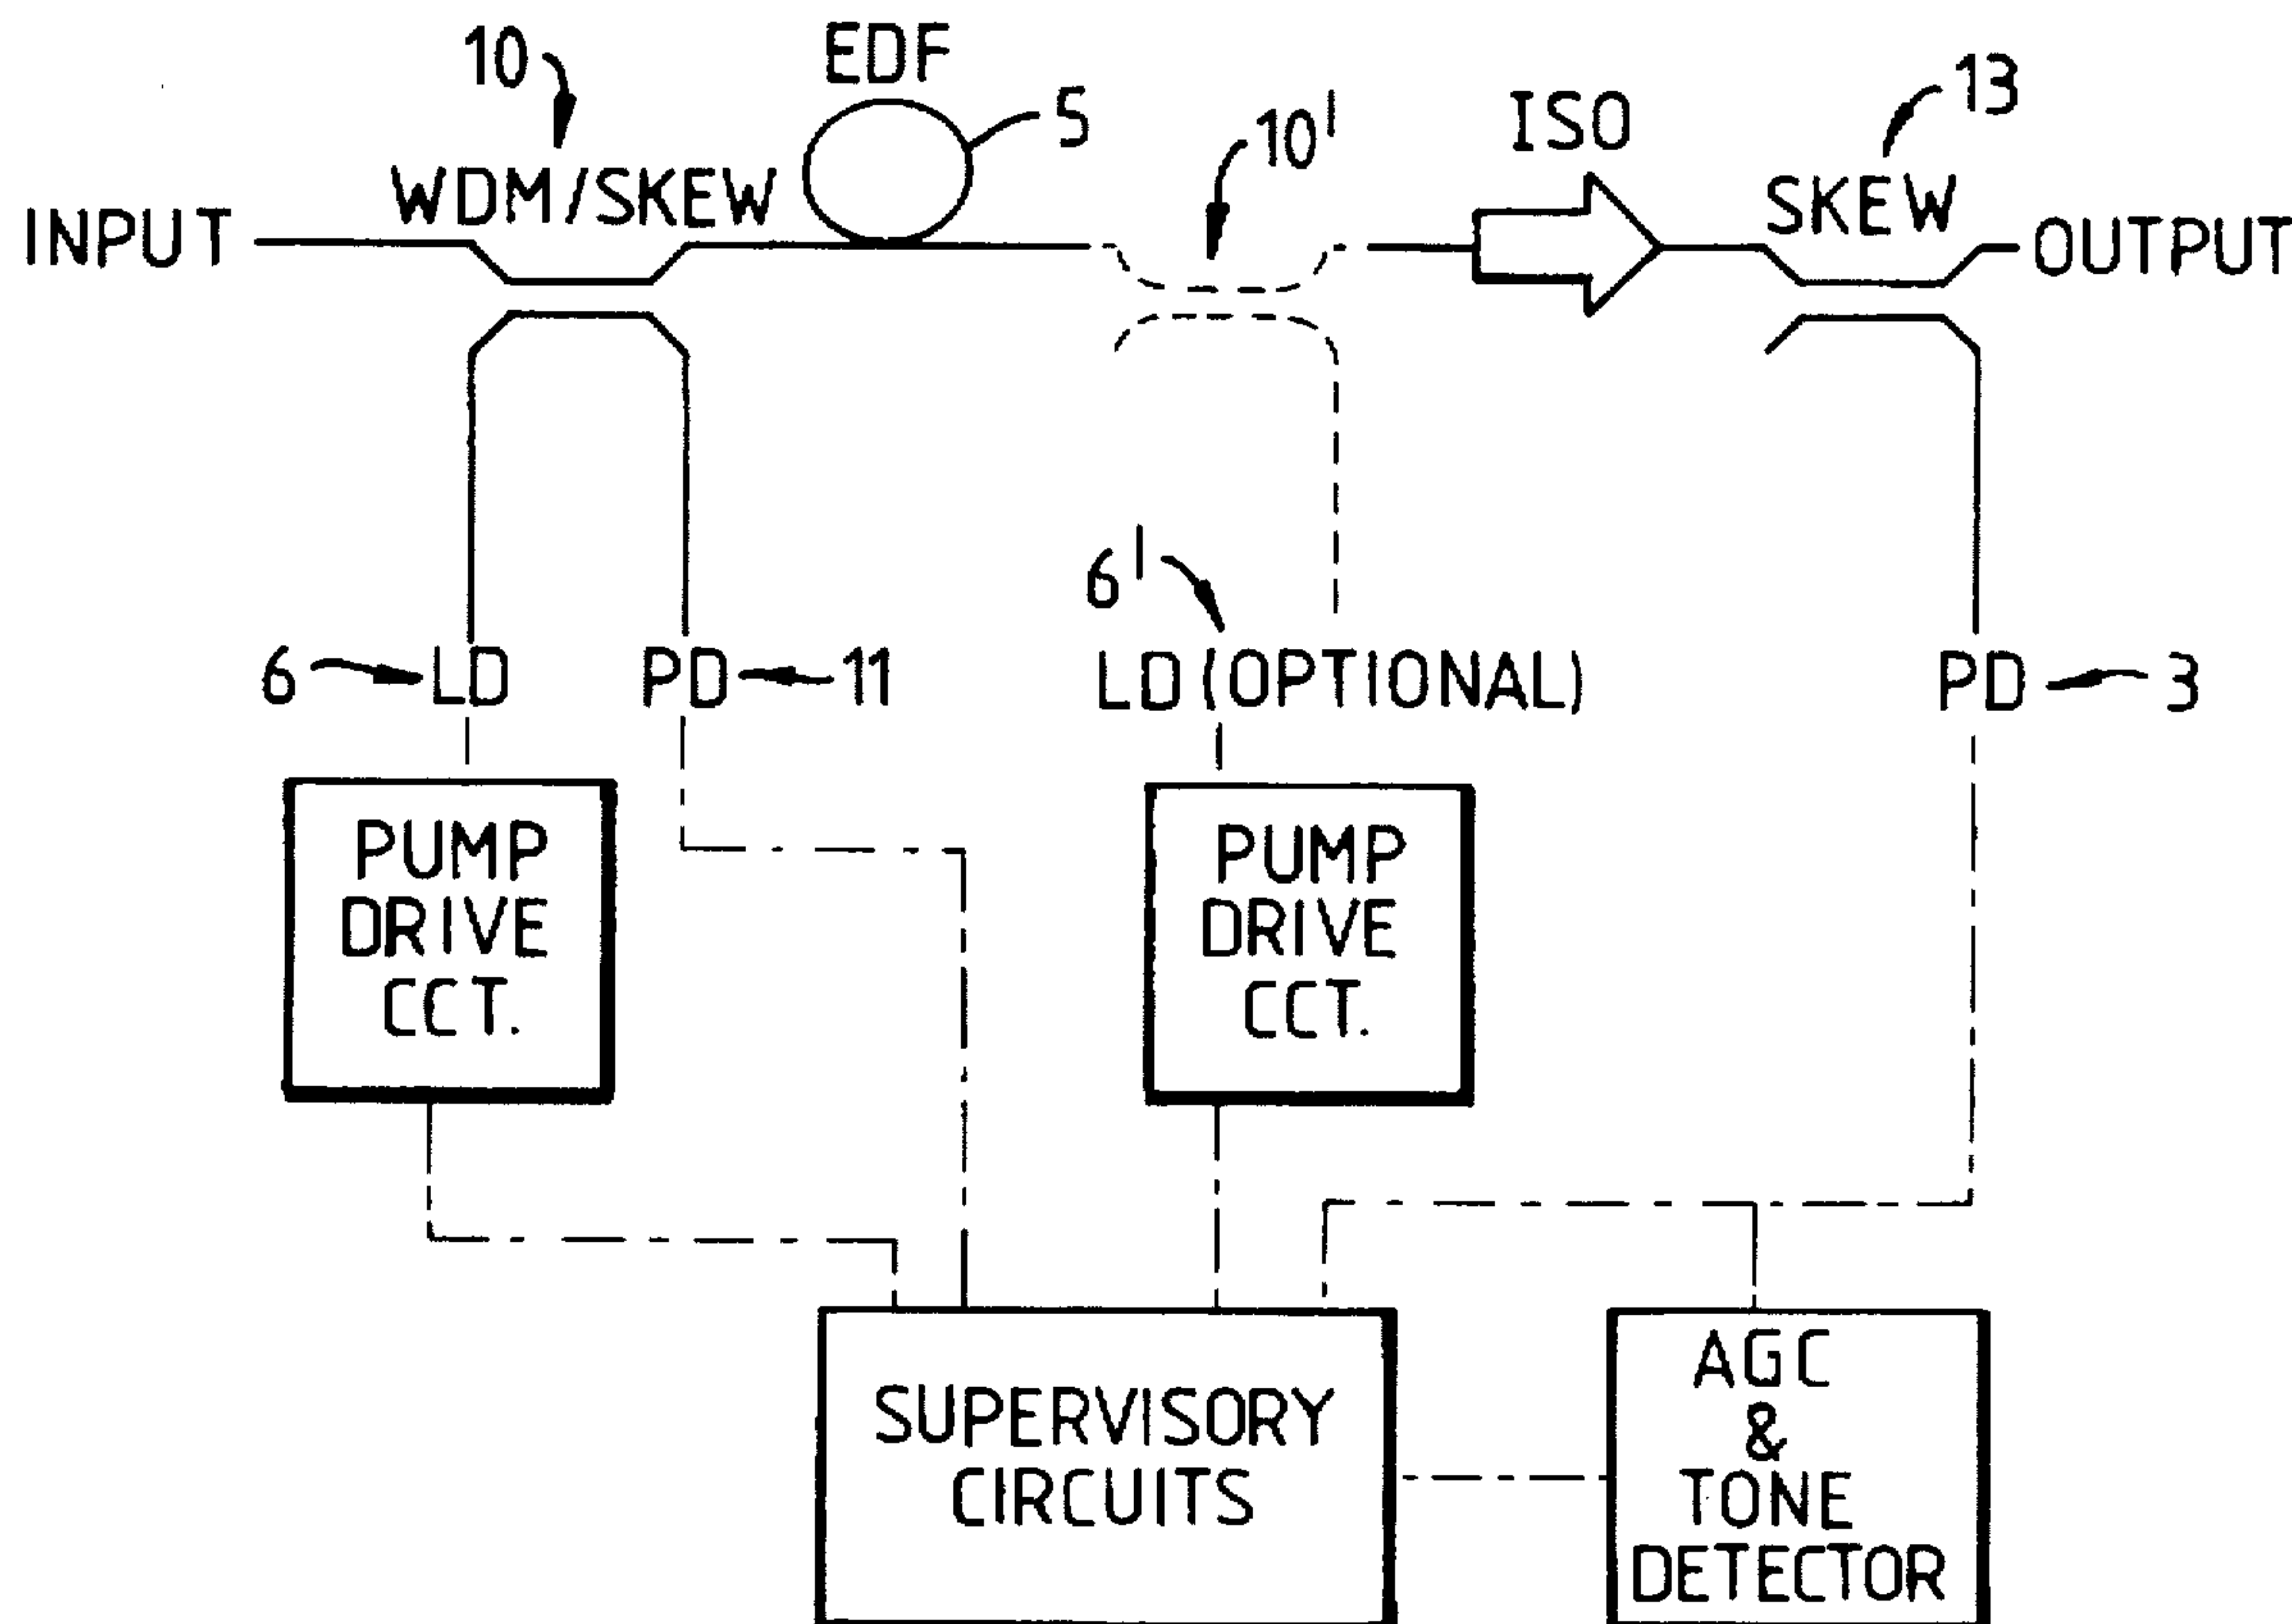 10
EDF
5
10'
ISO
13
WDM/SKEW
SKEW
INPUT
OUTPUT
6'
6
LD
PD
11
LD (OPTIONAL)
PD
3
PUMP
DRIVE
CCT.
PUMP
DRIVE
CCT.
SUPERVISORY
CIRCUITS
AGC
&
TONE
DETECTOR